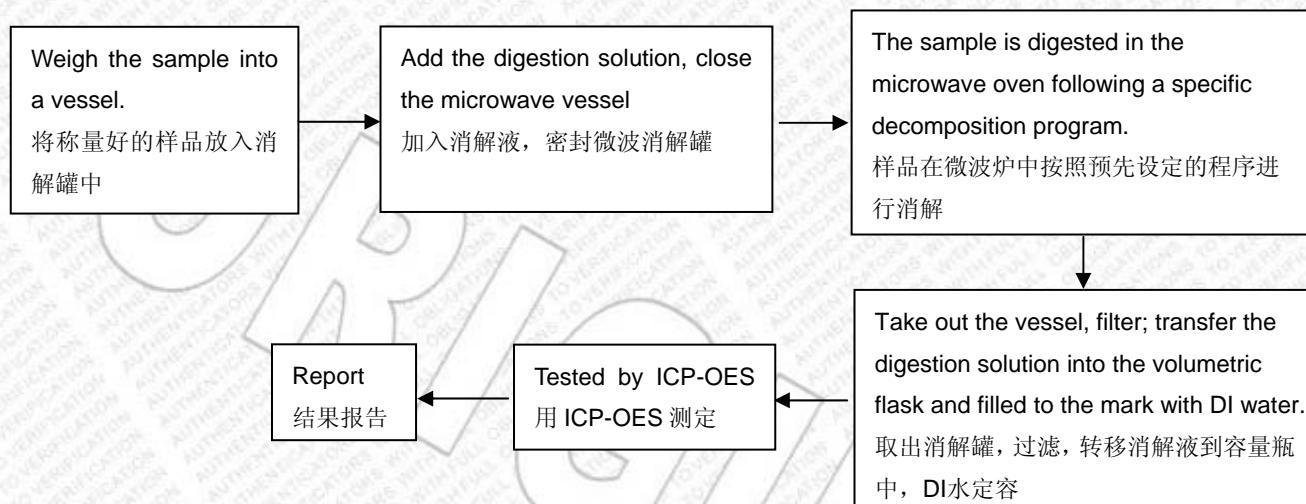 Weigh the sample into
a vessel.
将称量好的样品放入消
解罐中
Add the digestion solution, close
the microwave vessel
加入消解液，密封微波消解罐
The sample is digested in the
microwave oven following a specific
decomposition program.
样品在微波炉中按照预先设定的程序进
行消解
Take out the vessel, filter; transfer the
digestion solution into the volumetric
flask and filled to the mark with DI water.
取出消解罐，过滤，转移消解液到容量瓶
中，DI水定容
Tested by ICP-OES
用 ICP-OES 测定
Report
结果报告